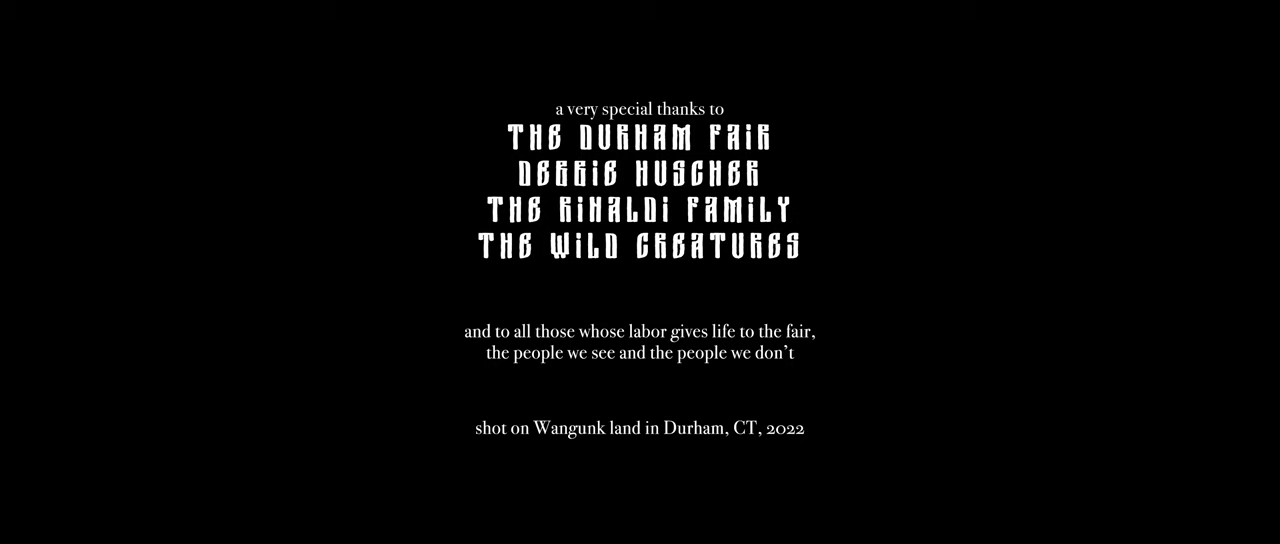 a very special thanks to
THE DURHAM FAiR
DEBBiE HUSCHER
THE RiNALDi FAMiLY
THE WiLD CREATURES
and to all those whose labor gives life to the fair,
the people we see and the people we don't
shot on Wangunk land in Durham, CT, 2022